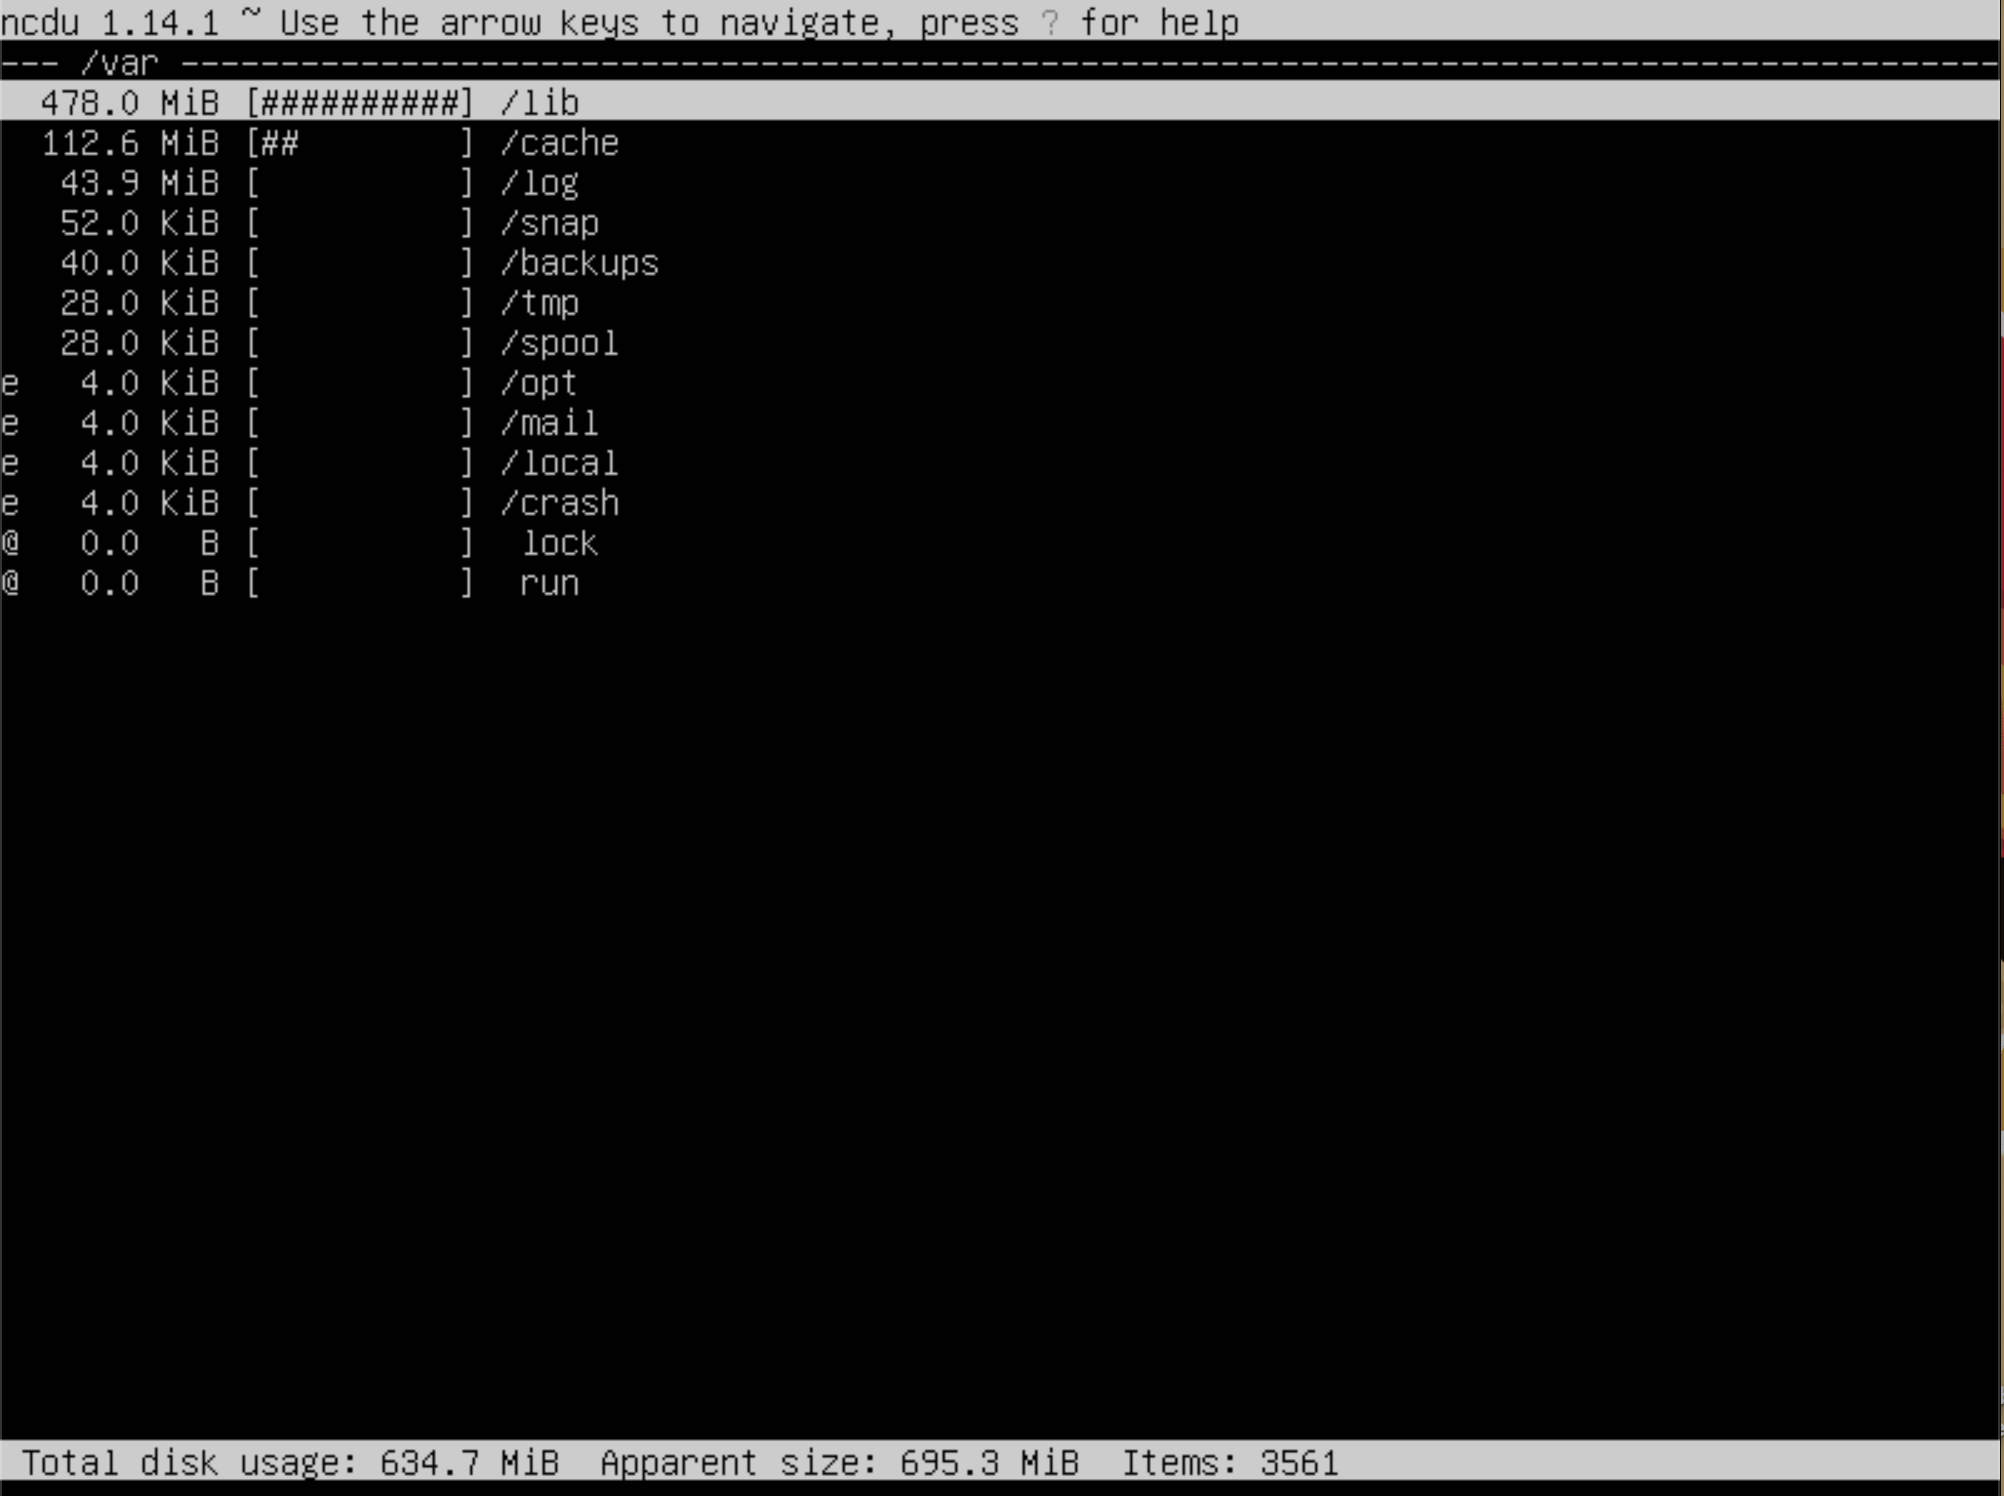 ncdu 1.14.1 ~ Use the arrow keys to navigate, press ? for help
--- /var -------------------------------------------------------------------------------------------
  478.0 MiB [##########] /lib
  112.6 MiB [##        ] /cache
   43.9 MiB [          ] /log
   52.0 KiB [          ] /snap
   40.0 KiB [          ] /backups
   28.0 KiB [          ] /tmp
   28.0 KiB [          ] /spool
e   4.0 KiB [          ] /opt
e   4.0 KiB [          ] /mail
e   4.0 KiB [          ] /local
e   4.0 KiB [          ] /crash
@   0.0   B [          ]  lock
@   0.0   B [          ]  run
 Total disk usage: 634.7 MiB  Apparent size: 695.3 MiB  Items: 3561